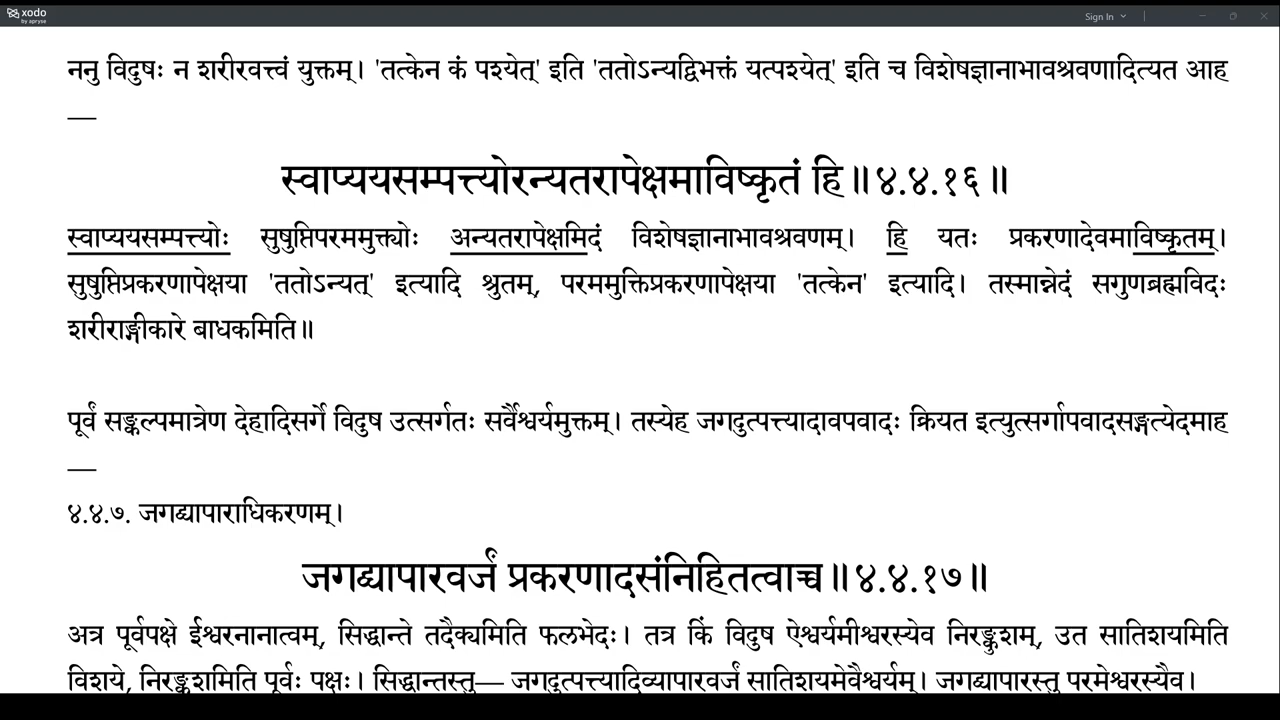 xodo
by apryse
Sign In
ननु विदुषः न शरीरवत्त्वं युक्तम्। 'तत्केन कं पश्येत्' इति 'ततोऽन्यद्विभक्तं यत्पश्येत्' इति च विशेषज्ञानाभावश्रवणादित्यत आह
—
स्वाप्ययसम्पत्त्योरन्यतरापेक्षमाविष्कृतं हि॥४.४.१६॥
स्वाप्ययसम्पत्त्योः सुषुप्तिपरममुक्त्योः अन्यतरापेक्षमिदं विशेषज्ञानाभावश्रवणम्। हि यतः प्रकरणादेवमाविष्कृतम्।
सुषुप्तिप्रकरणापेक्षया 'ततोऽन्यत्' इत्यादि श्रुतम्, परममुक्तिप्रकरणापेक्षया 'तत्केन' इत्यादि। तस्मान्नेदं सगुणब्रह्मविदः
शरीराङ्गीकारे बाधकमिति॥
पूर्वं सङ्कल्पमात्रेण देहादिसर्गे विदुष उत्सर्गतः सर्वैश्वर्यमुक्तम्। तस्येह जगदुत्पत्त्यादावपवादः क्रियत इत्युत्सर्गापवादसङ्गत्येदमाह
—
४.४.७. जगद्यापाराधिकरणम्।
जगद्यापारवर्जं प्रकरणादसंनिहितत्वाच्च॥४.४.१७॥
अत्र पूर्वपक्षे ईश्वरनानात्वम्, सिद्धान्ते तदैक्यमिति फलभेदः। तत्र किं विदुष ऐश्वर्यमीश्वरस्येव निरङ्कुशम्, उत सातिशयमिति
विशये, निरङ्कुशमिति पूर्वः पक्षः। सिद्धान्तस्तु— जगदुत्पत्त्यादिव्यापारवर्जं सातिशयमेवैश्वर्यम्। जगद्यापारस्तु परमेश्वरस्यैव।